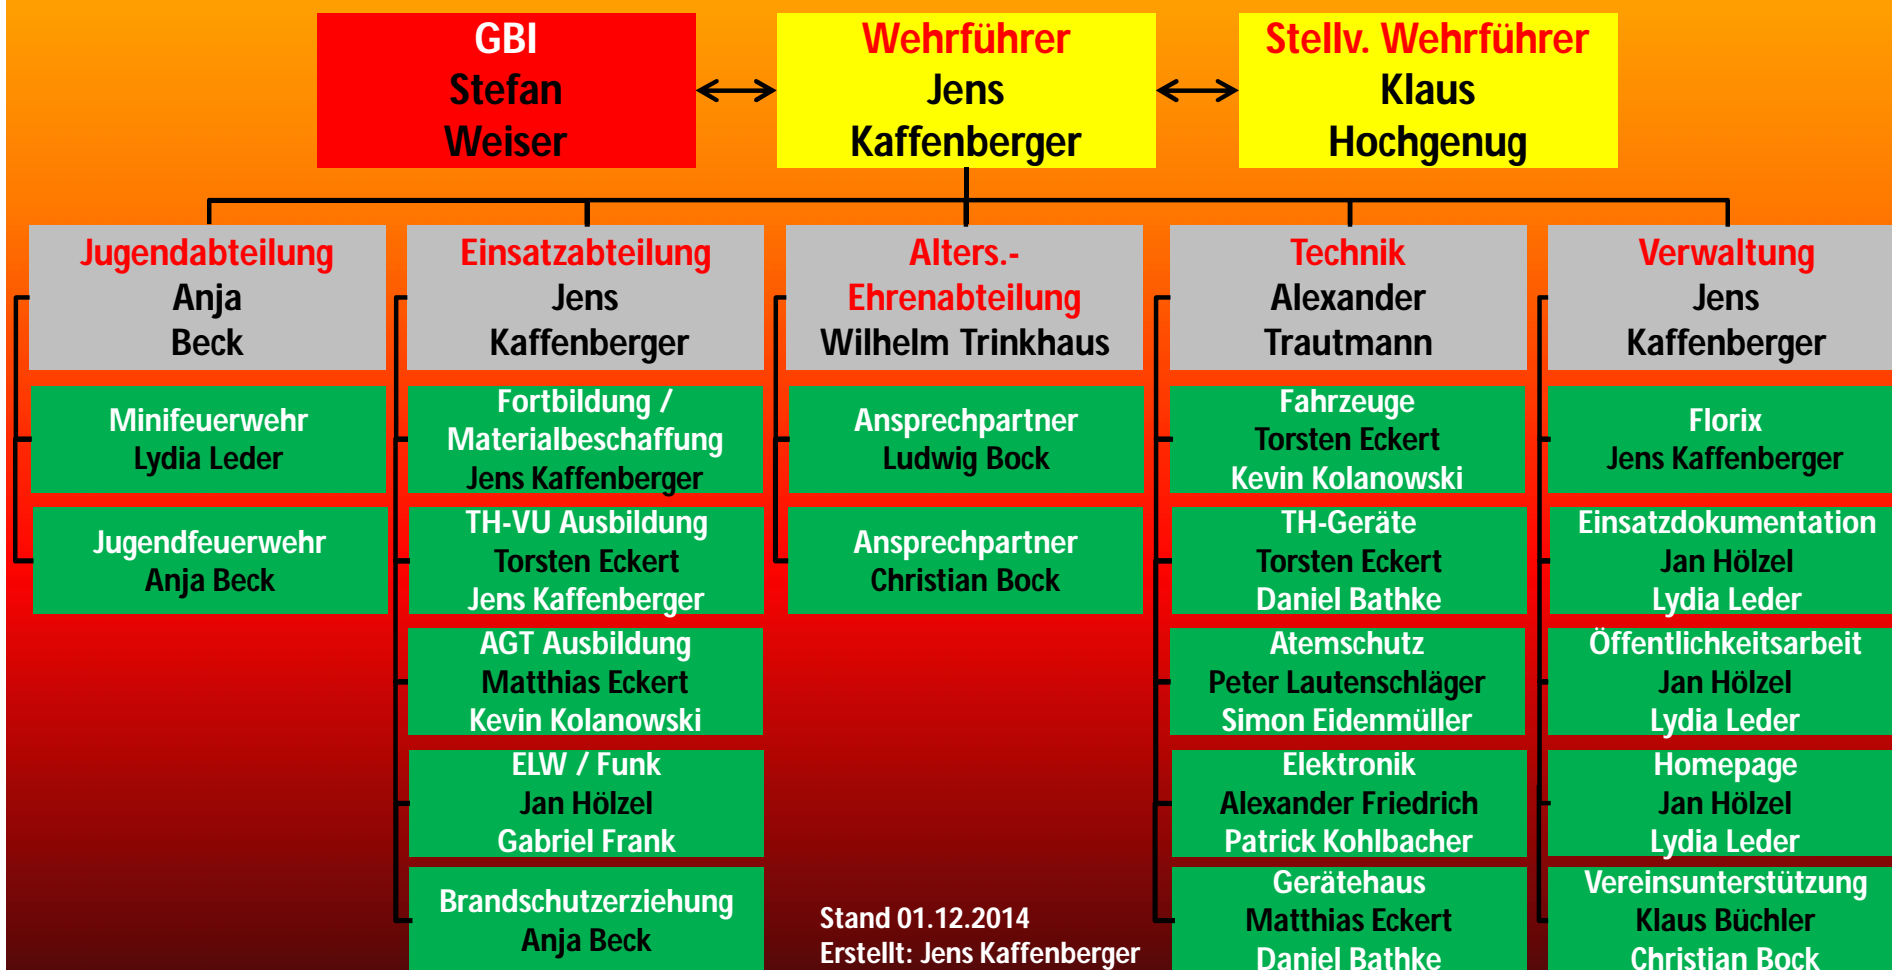 GBI
Stefan
Weiser
Wehrführer
Jens
Kaffenberger
Stellv. Wehrführer
Klaus
Hochgenug
Jugendabteilung
Anja
Beck
Minifeuerwehr
Lydia Leder
Jugendfeuerwehr
Anja Beck
Einsatzabteilung
Jens
Kaffenberger
Fortbildung /
Materialbeschaffung
Jens Kaffenberger
TH-VU Ausbildung
Torsten Eckert
Jens Kaffenberger
AGT Ausbildung
Matthias Eckert
Kevin Kolanowski
ELW / Funk
Jan Hölzel
Gabriel Frank
Brandschutzerziehung
Anja Beck
Alters.-
Ehrenabteilung
Wilhelm Trinkhaus
Ansprechpartner
Ludwig Bock
Ansprechpartner
Christian Bock
Technik
Alexander
Trautmann
Fahrzeuge
Torsten Eckert
Kevin Kolanowski
TH-Geräte
Torsten Eckert
Daniel Bathke
Atemschutz
Peter Lautenschläger
Simon Eidenmüller
Elektronik
Alexander Friedrich
Patrick Kohlbacher
Gerätehaus
Matthias Eckert
Daniel Bathke
Verwaltung
Jens
Kaffenberger
Florix
Jens Kaffenberger
Einsatzdokumentation
Jan Hölzel
Lydia Leder
Öffentlichkeitsarbeit
Jan Hölzel
Lydia Leder
Homepage
Jan Hölzel
Lydia Leder
Vereinsunterstützung
Klaus Büchler
Christian Bock
Stand 01.12.2014
Erstellt: Jens Kaffenberger